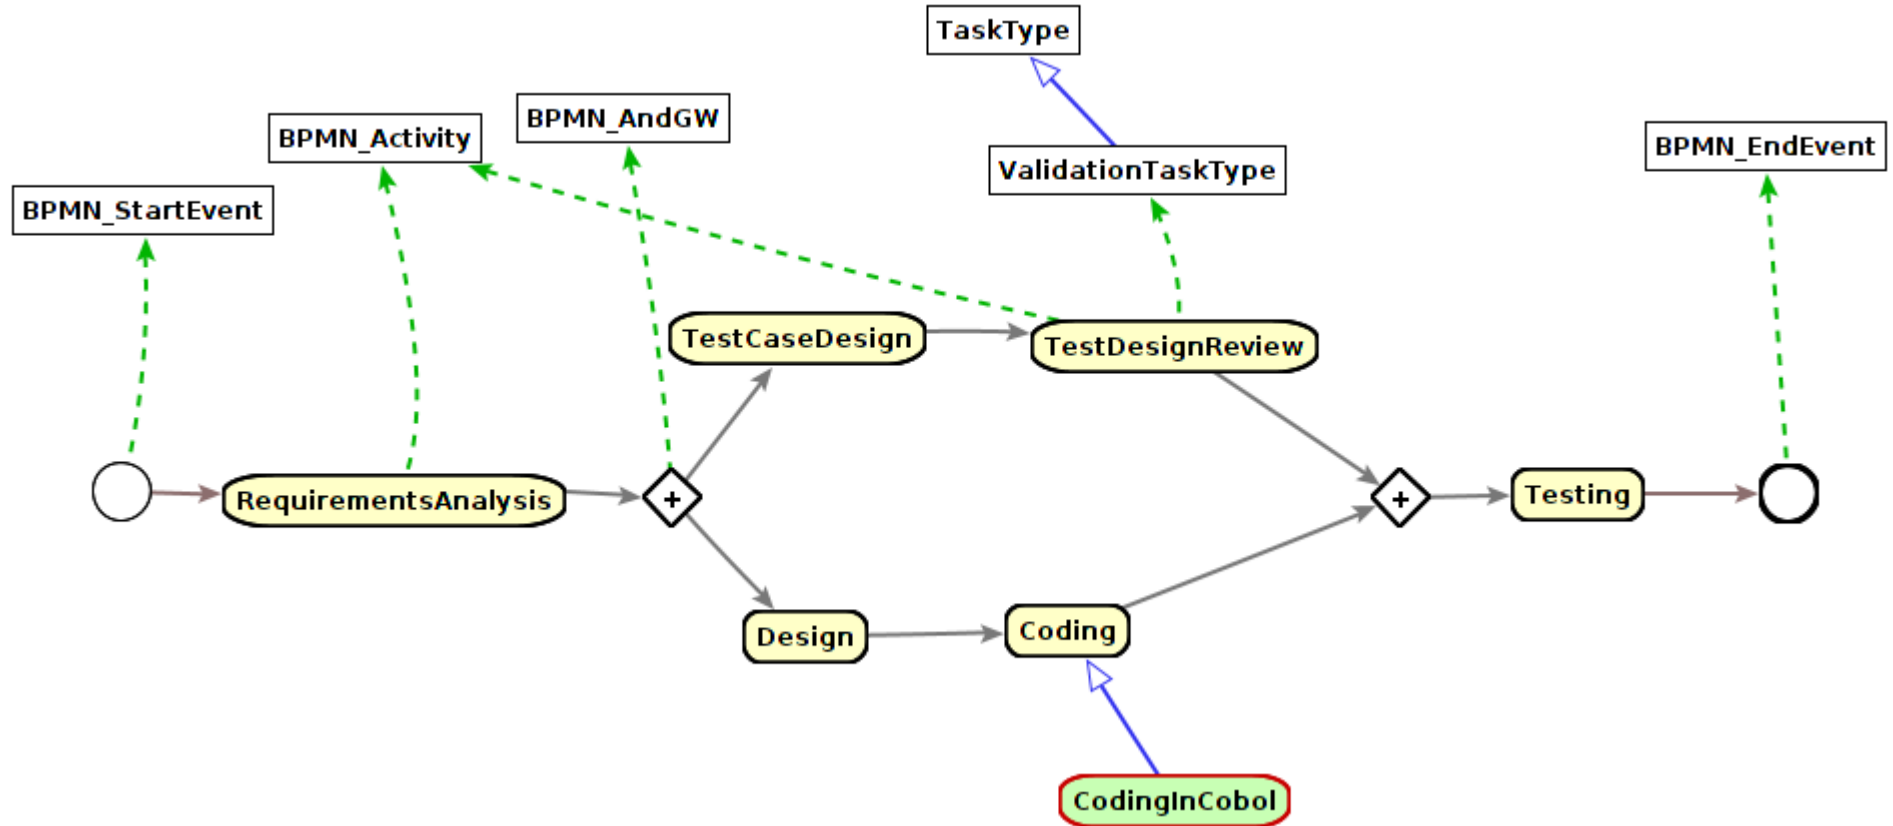 TaskType
BPMN_AndGW
BPMN_Activity
BPMN_EndEvent
ValidationTaskType
BPMN_StartEvent
TestCaseDesign
TestDesignReview
RequirementsAnalysis
+
+
Testing
Design
Coding
CodingInCobol